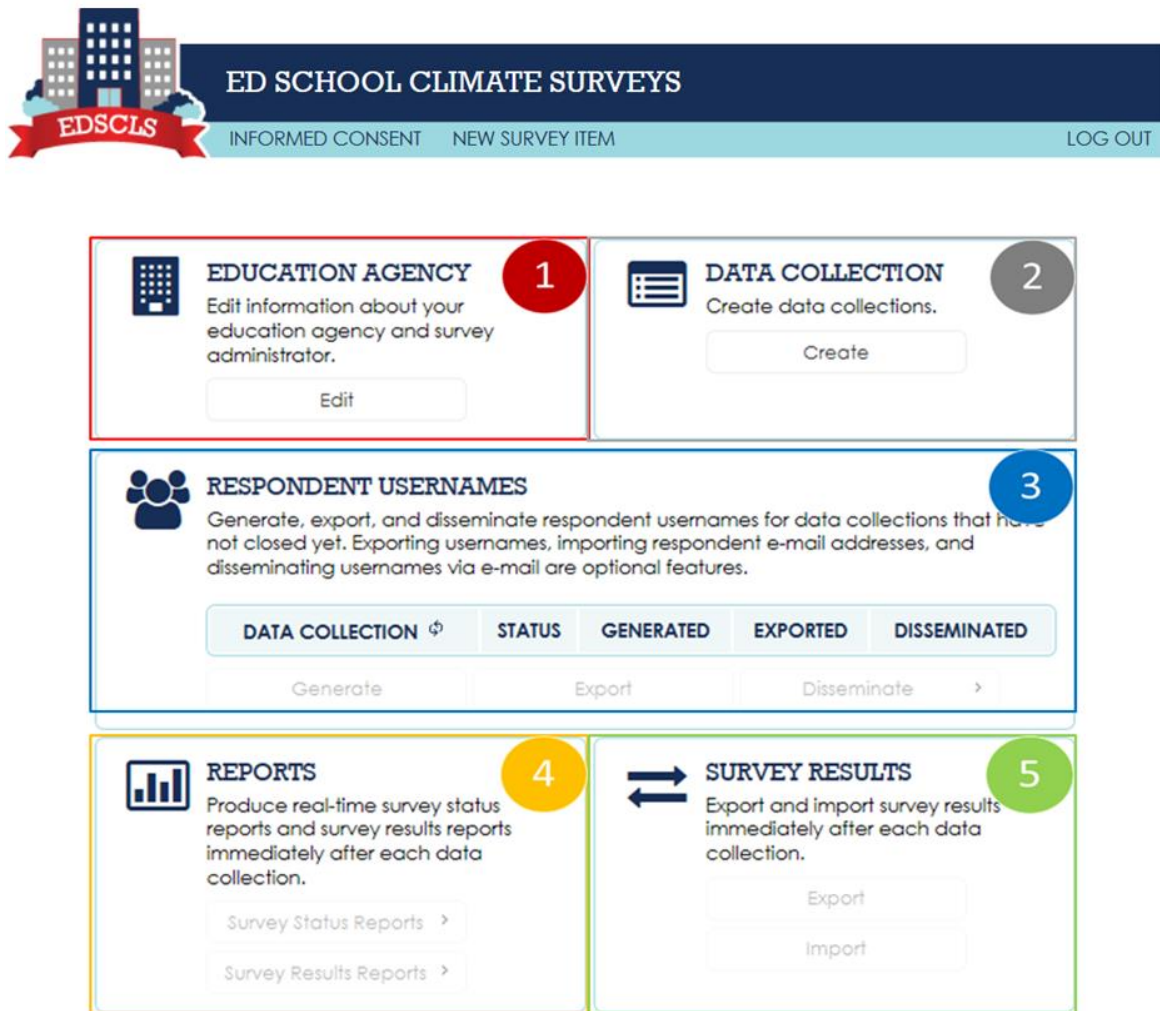 ED SCHOOL CLIMATE SURVEYS
EDSCLS
INFORMED CONSENT NEW SURVEY ITEM LOG OUT
EDUCATION AGENCY
Edit information about your
education agency and survey
administrator.
Edit
1
DATA COLLECTION
Create data collections.
Create
2
RESPONDENT USERNAMES
Generate, export, and disseminate respondent usernames for data collections that have
not closed yet. Exporting usernames, importing respondent e-mail addresses, and
disseminating usernames via e-mail are optional features.
3
DATA COLLECTION STATUS GENERATED EXPORTED DISSEMINATED
Generate Export Disseminate >
REPORTS
Produce real-time survey status
reports and survey results reports
immediately after each data
collection.
Survey Status Reports >
Survey Results Reports >
4
SURVEY RESULTS
Export and import survey results
immediately after each data
collection.
Export
Import
5